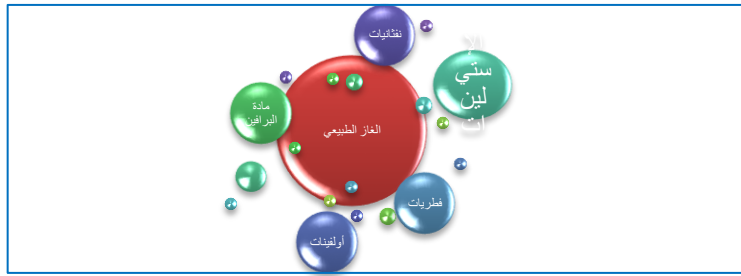 نفثانيات
الإ
ستي
لين
ات
مادة
البرافين
الغاز الطبيعي
فطريات
أولفينات